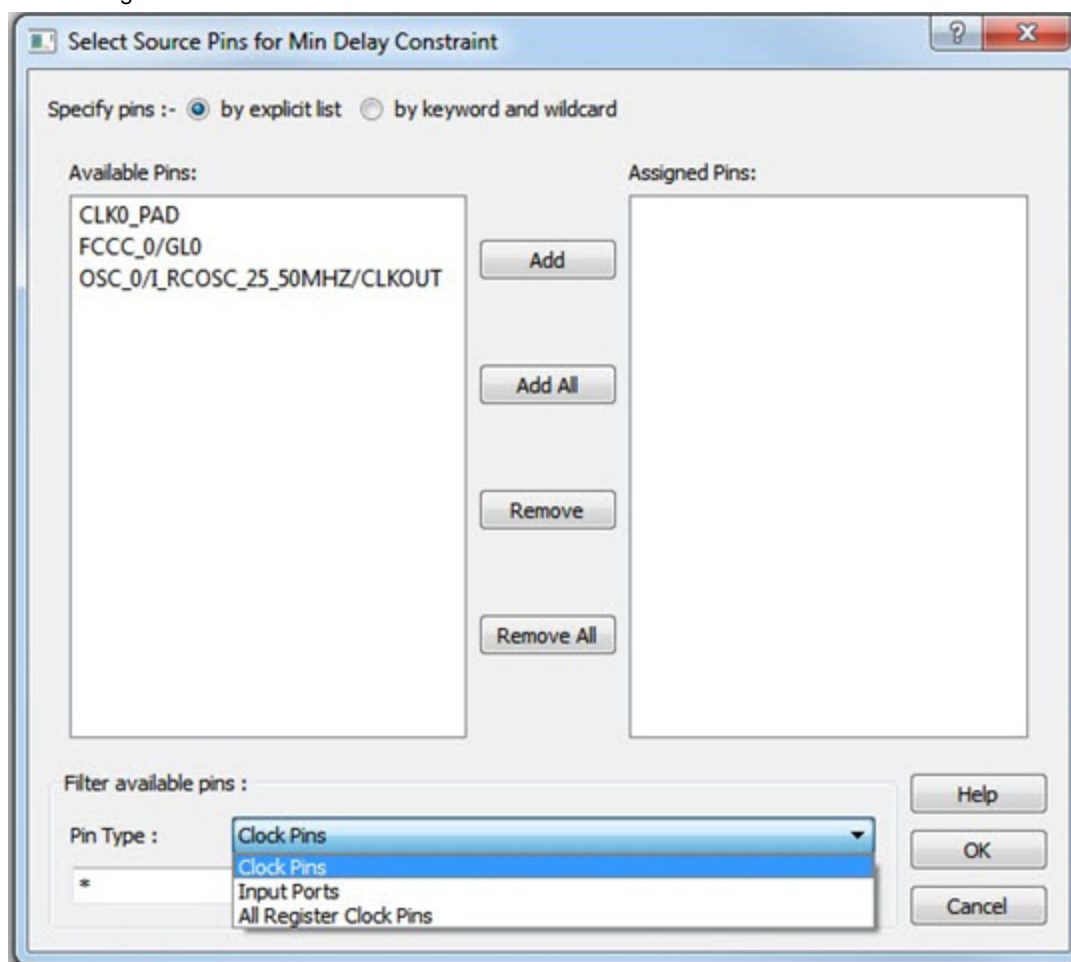 Select Source Pins for Min Delay Constraint
Specify pins :- by explicit list by keyword and wildcard
Available Pins:
Assigned Pins:
CLK0_PAD
FCCC_0/GL0
OSC_0/I_RCOSC_25_50MHZ/CLKOUT
Add
Add All
Remove
Remove All
Filter available pins :
Pin Type :
Clock Pins
Clock Pins
Input Ports
All Register Clock Pins
*
Help
OK
Cancel